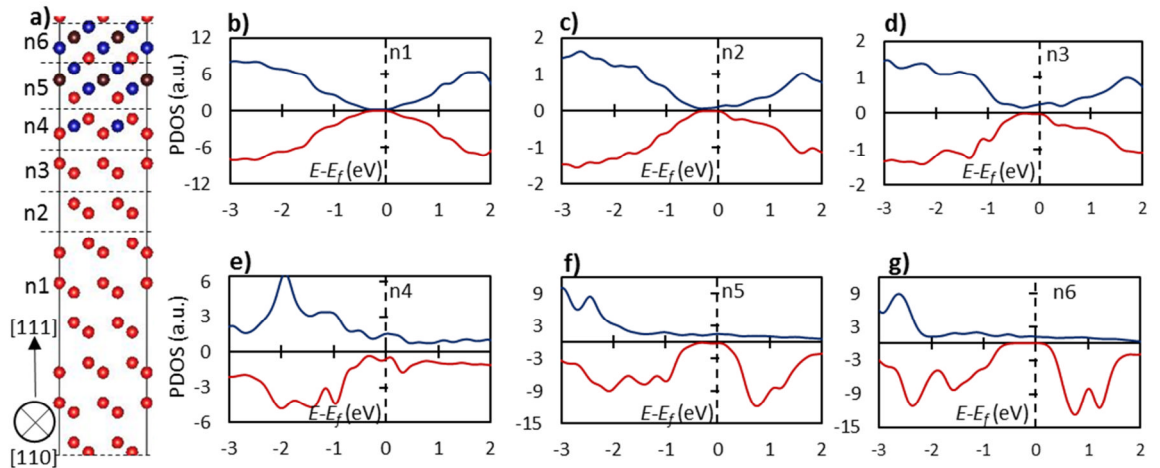 a)
n6
n5
n4
n3
n2
n1
[111]
[110]
b)
n1
PDOS (a.u.)
12
6
0
-6
-12
E-Ef (eV)
-3 -2 -1 0 1 2
c)
n2
2
1
0
-1
-2
E-Ef (eV)
-3 -2 -1 0 1 2
d)
n3
2
1
0
-1
2
E-Ef (eV)
-3 -2 -1 0 1 2
e)
n4
PDOS (a.u.)
6
3
0
-3
-6
E-Ef (eV)
-3 -2 -1 0 1 2
f)
n5
9
3
-3
-9
-15
E-Ef (eV)
-3 -2 -1 0 1 2
g)
n6
9
3
-3
-9
-15
E-Ef (eV)
-3 -2 -1 0 1 2